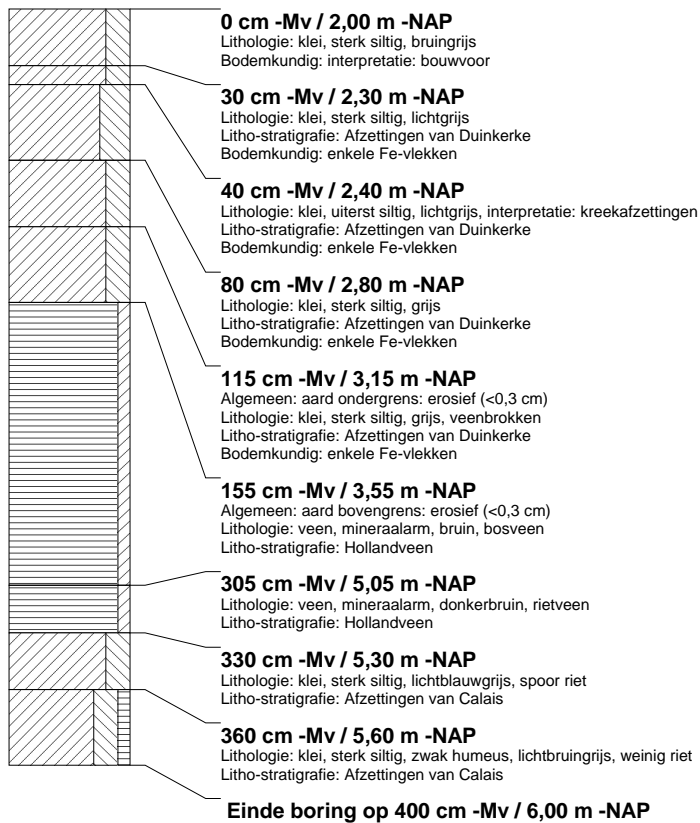 0 cm -Mv / 2,00 m -NAP
Lithologie: klei, sterk siltig, bruingrijs
Bodemkundig: interpretatie: bouwvoor
30 cm -Mv / 2,30 m -NAP
Lithologie: klei, sterk siltig, lichtgrijs
Litho-stratigrafie: Afzettingen van Duinkerke
Bodemkundig: enkele Fe-vlekken
40 cm -Mv / 2,40 m -NAP
Lithologie: klei, uiterst siltig, lichtgrijs, interpretatie: kreekafzettingen
Litho-stratigrafie: Afzettingen van Duinkerke
Bodemkundig: enkele Fe-vlekken
80 cm -Mv / 2,80 m -NAP
Lithologie: klei, sterk siltig, grijs
Litho-stratigrafie: Afzettingen van Duinkerke
Bodemkundig: enkele Fe-vlekken
115 cm -Mv / 3,15 m -NAP
Algemeen: aard ondergrens: erosief (<0,3 cm)
Lithologie: klei, sterk siltig, grijs, veenbrokken
Litho-stratigrafie: Afzettingen van Duinkerke
Bodemkundig: enkele Fe-vlekken
155 cm -Mv / 3,55 m -NAP
Algemeen: aard bovengrens: erosief (<0,3 cm)
Lithologie: veen, mineraalarm, bruin, bosveen
Litho-stratigrafie: Hollandveen
305 cm -Mv / 5,05 m -NAP
Lithologie: veen, mineraalarm, donkerbruin, rietveen
Litho-stratigrafie: Hollandveen
330 cm -Mv / 5,30 m -NAP
Lithologie: klei, sterk siltig, lichtblauwgrijs, spoor riet
Litho-stratigrafie: Afzettingen van Calais
360 cm -Mv / 5,60 m -NAP
Lithologie: klei, sterk siltig, zwak humeus, lichtbruingrijs, weinig riet
Litho-stratigrafie: Afzettingen van Calais
Einde boring op 400 cm -Mv / 6,00 m -NAP